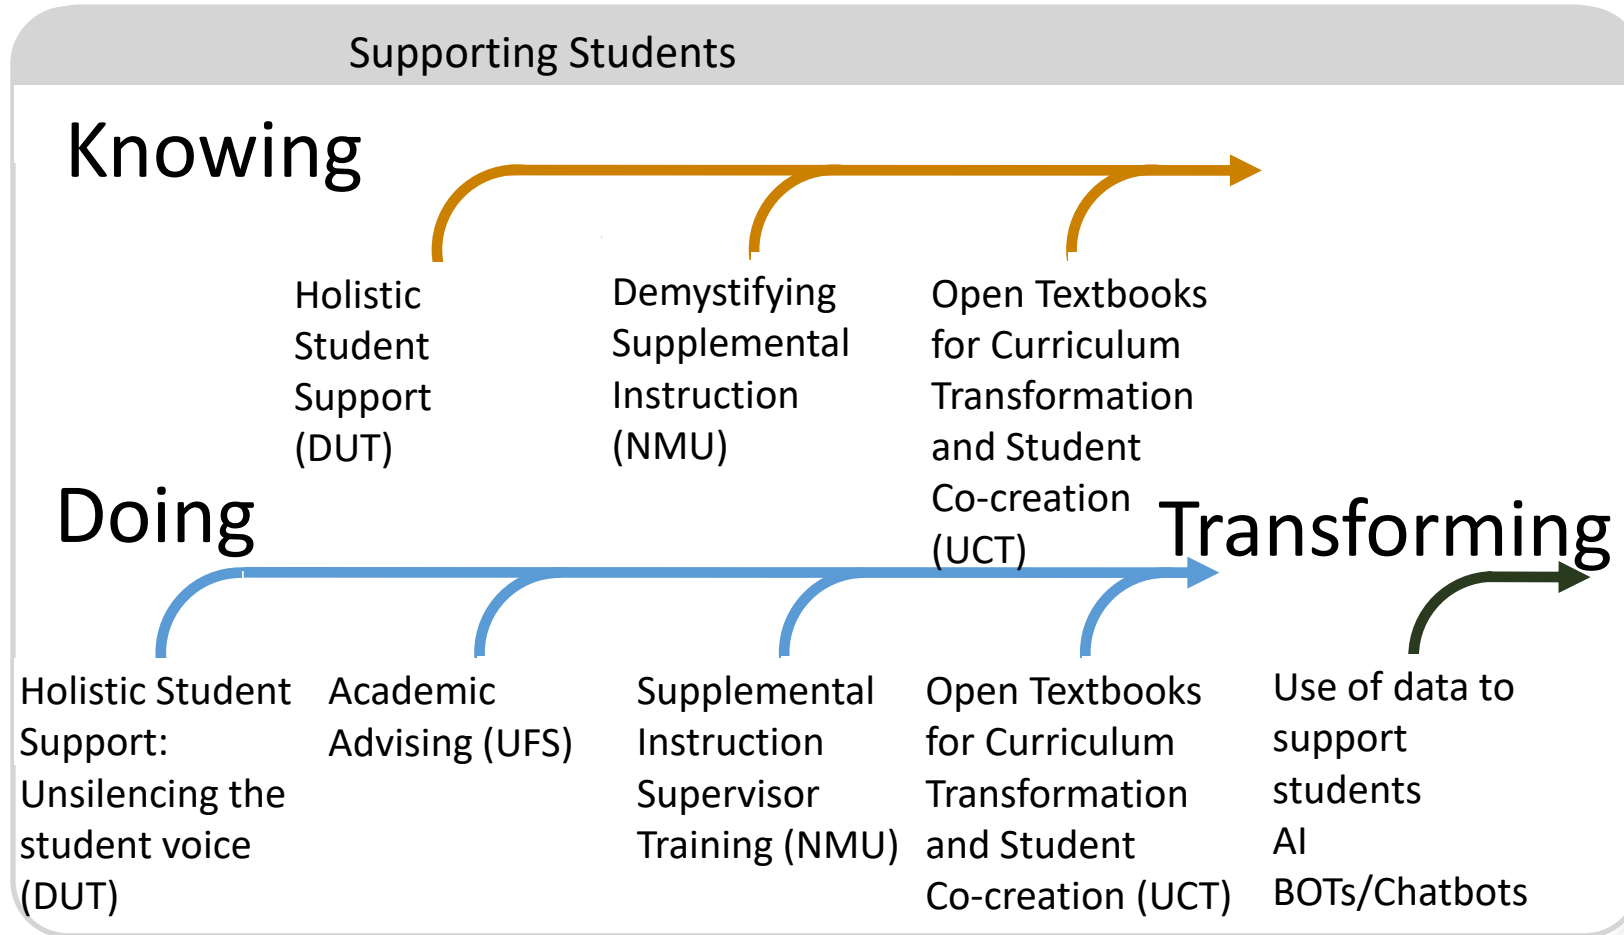 Supporting Students
Knowing
Holistic
Student
Support
(DUT)
Demystifying
Supplemental
Instruction
(NMU)
Open Textbooks
for Curriculum
Transformation
and Student
Co-creation
(UCT)
Doing
Holistic Student
Support:
Unsilencing the
student voice
(DUT)
Academic
Advising (UFS)
Supplemental
Instruction
Supervisor
Training (NMU)
Open Textbooks
for Curriculum
Transformation
and Student
Co-creation (UCT)
Transforming
Use of data to
support
students
AI
BOTs/Chatbots